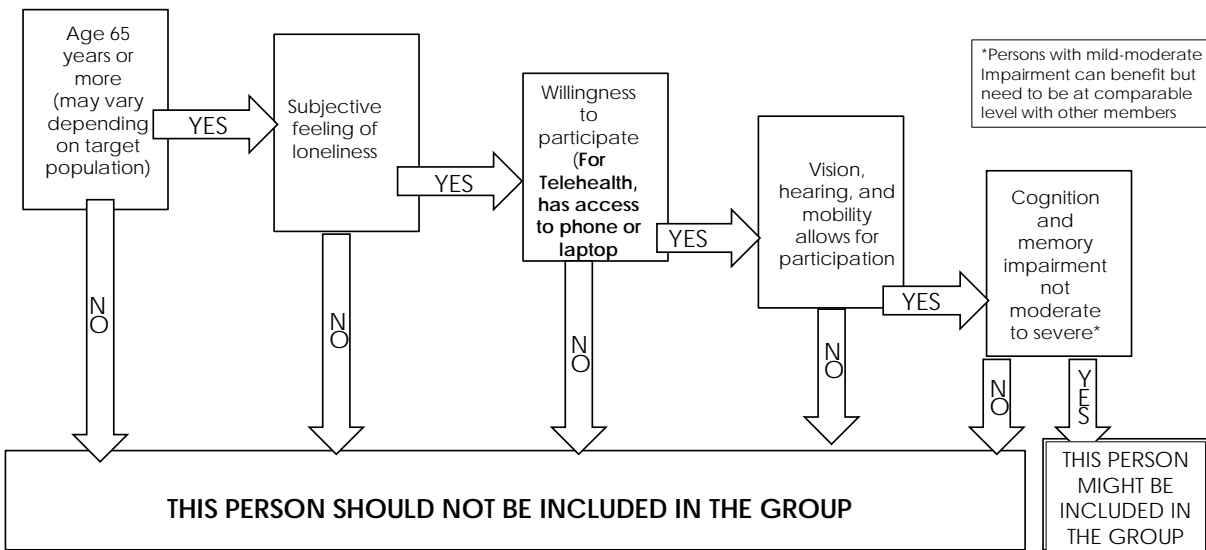 Age 65
years or
more
(may vary
depending
on target
population)
YES
NO
Subjective
feeling of
loneliness
YES
NO
Willingness
to
participate
(For
Telehealth,
has access
to phone or
laptop
YES
NO
Vision,
hearing, and
mobility
allows for
participation
YES
NO
*Persons with mild-moderate
Impairment can benefit but
need to be at comparable
level with other members
Cognition
and
memory
impairment
not
moderate
to severe*
NO
YES
THIS PERSON SHOULD NOT BE INCLUDED IN THE GROUP
THIS PERSON
MIGHT BE
INCLUDED IN
THE GROUP